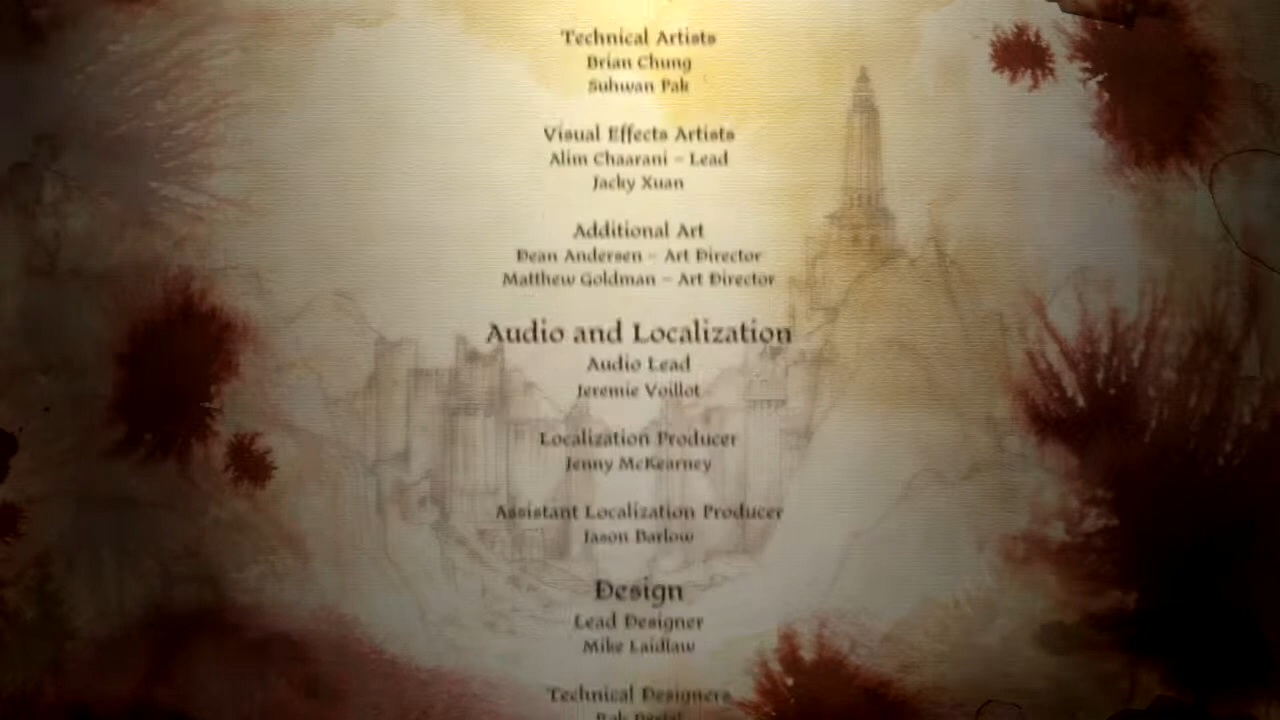 Technical Artists
Brian Chung
Suhwan Pak
Visual Effects Artists
Alim Chaarani - Lead
Jacky Xuan
Additional Art
Dean Andersen - Art Director
Matthew Goldman - Art Director
Audio and Localization
Audio Lead
Jeremie Voillot
Localization Producer
Jenny McKearney
Assistant Localization Producer
Jason Barlow
Design
Lead Designer
Mike Laidlaw
Technical Designers